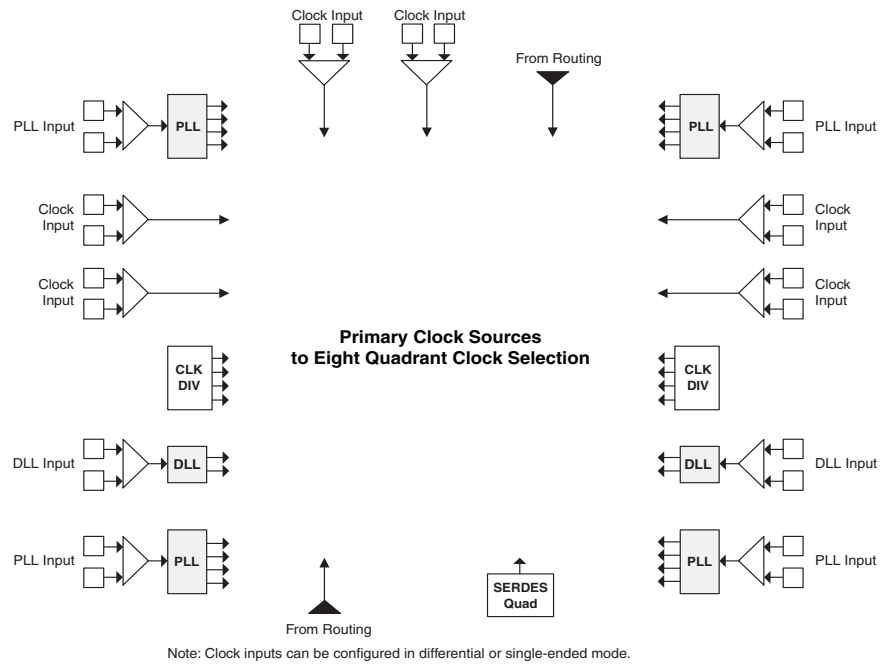 Clock Input Clock Input
From Routing
PLL Input PLL PLL PLL Input
Clock
Input
Clock
Input
Clock
Input
Clock
Input
Primary Clock Sources
to Eight Quadrant Clock Selection
CLK
DIV
CLK
DIV
DLL Input DLL DLL DLL Input
PLL Input PLL PLL PLL Input
SERDES
Quad
From Routing
Note: Clock inputs can be configured in differential or single-ended mode.